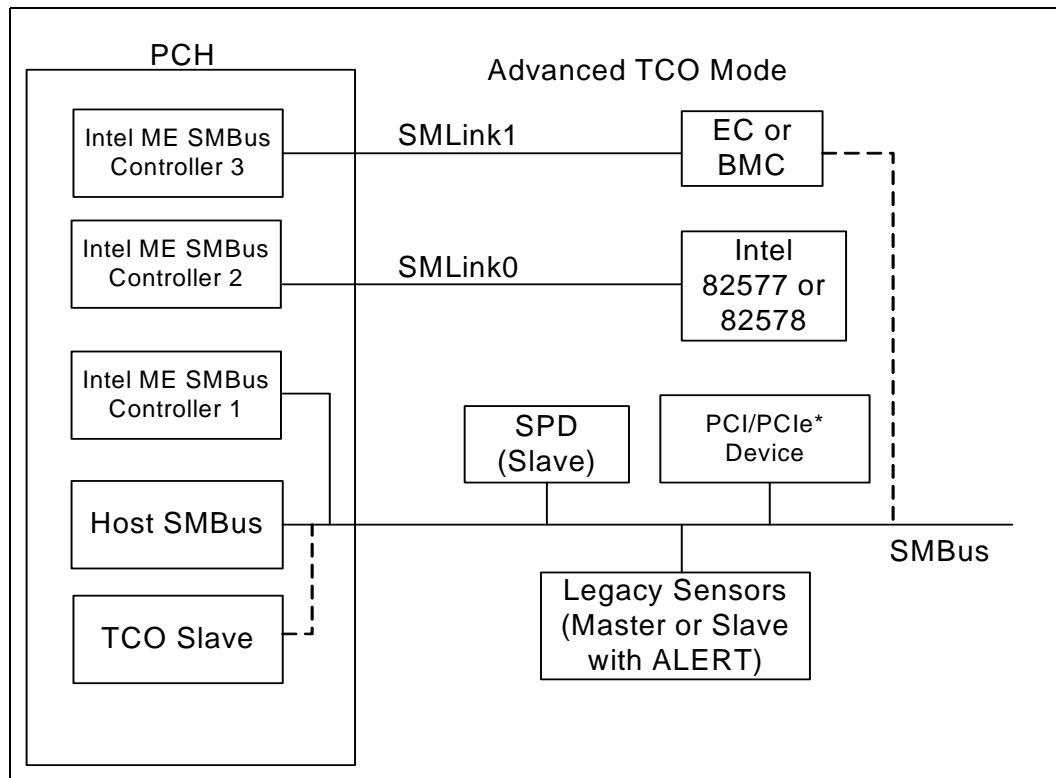 PCH
Advanced TCO Mode
Intel ME SMBus
Controller 3
SMLink1
EC or
BMC
Intel ME SMBus
Controller 2
SMLink0
Intel
82577 or
82578
Intel ME SMBus
Controller 1
SPD
(Slave)
PCI/PCIe*
Device
Host SMBus
SMBus
TCO Slave
Legacy Sensors
(Master or Slave
with ALERT)